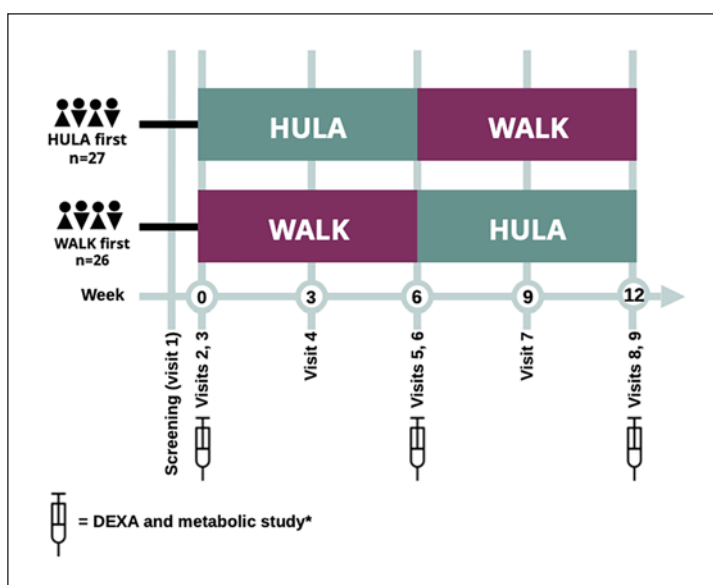 HULA first
n=27
HULA
WALK
WALK first
n=26
WALK
HULA
Week
0
3
6
9
12
Screening (visit 1)
Visits 2, 3
Visit 4
Visits 5, 6
Visit 7
Visits 8, 9
= DEXA and metabolic study*